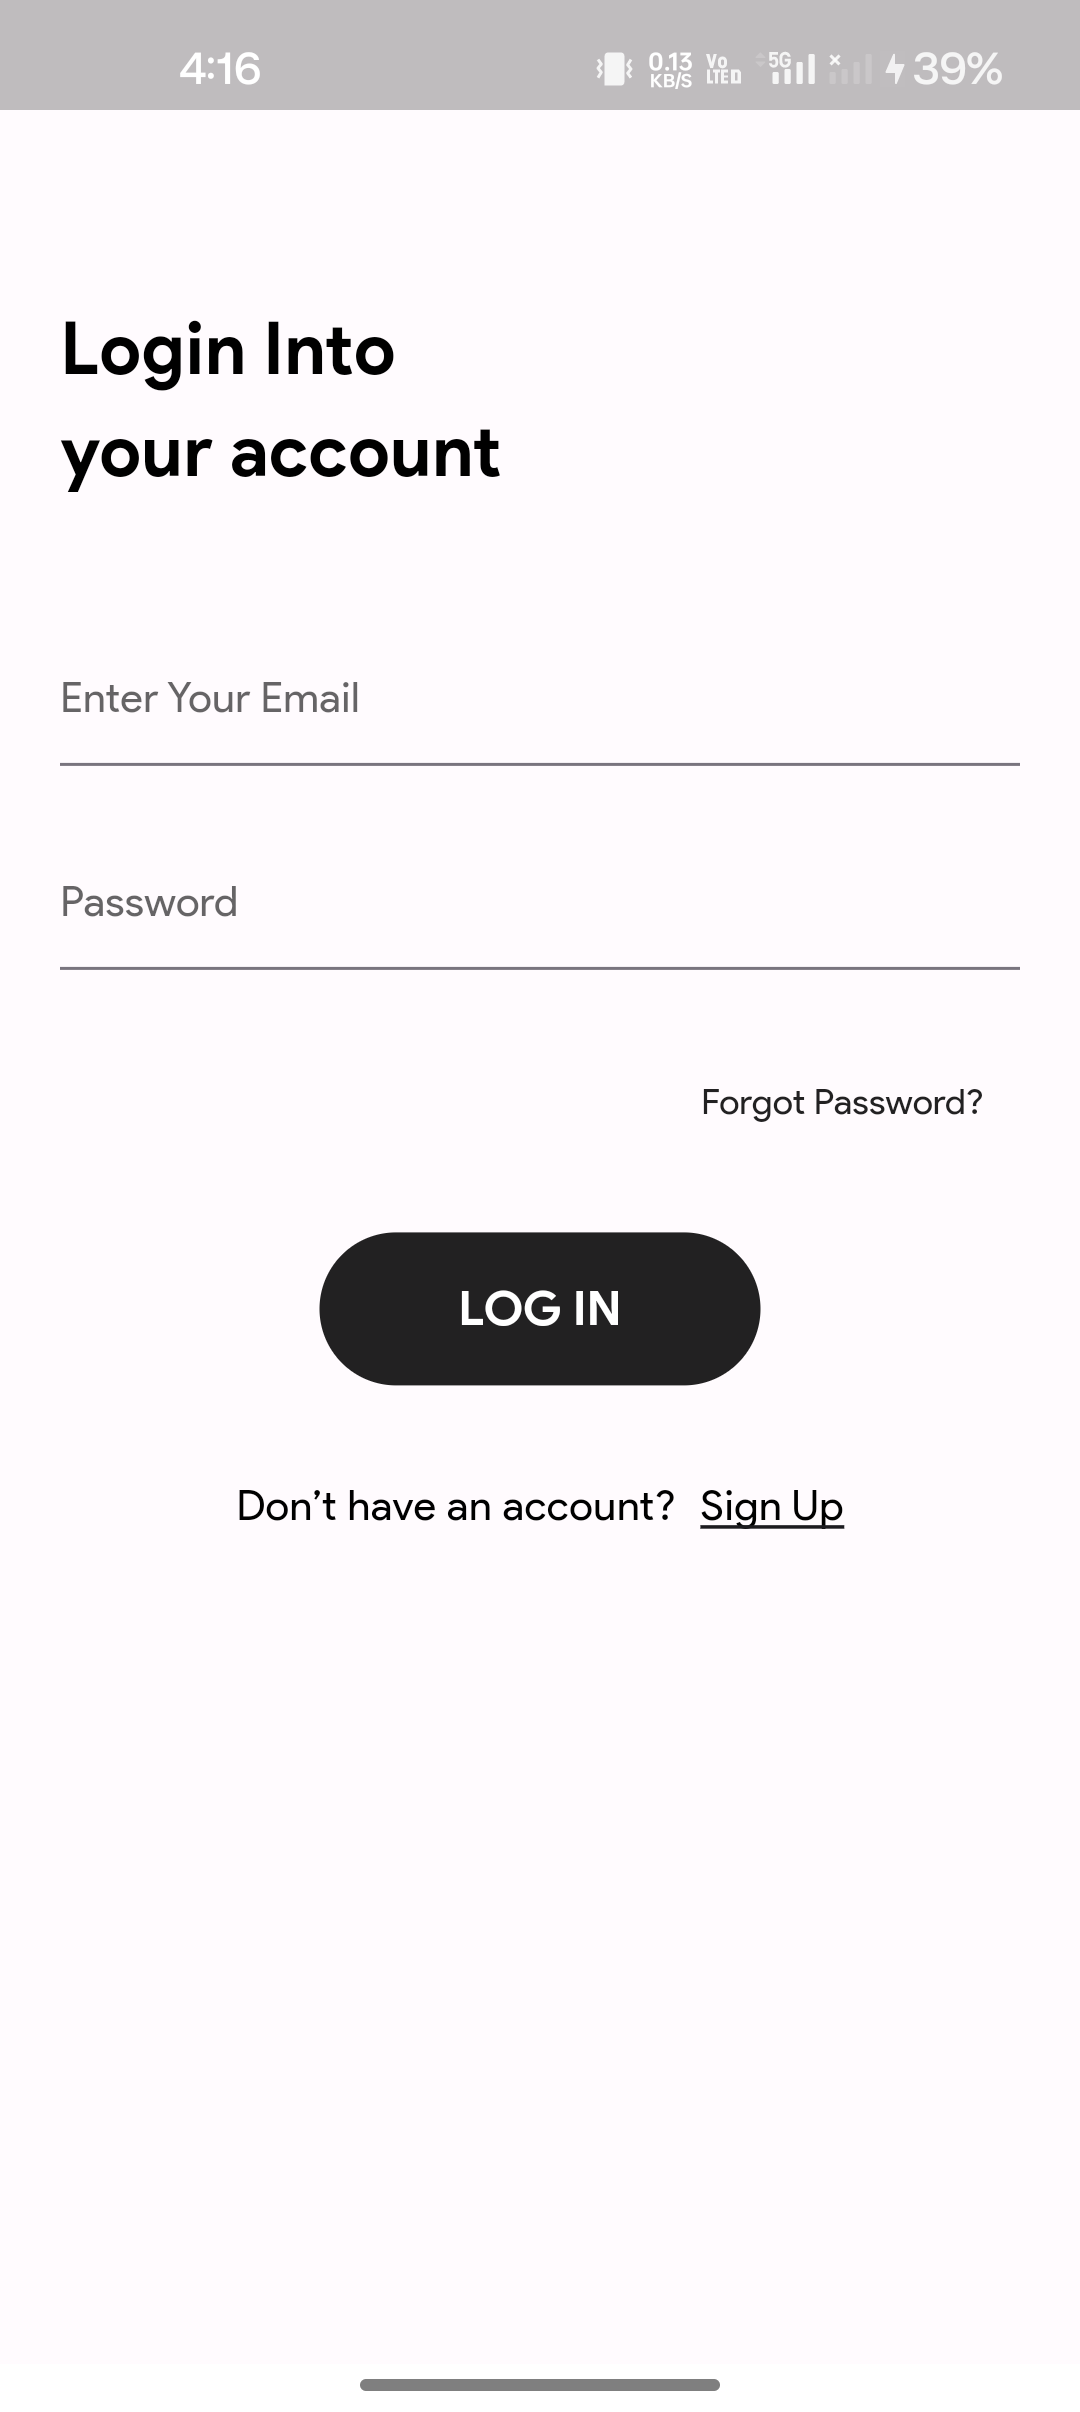 4:16 0.13 KB/S Vo LTE 5G 39%
Login Into
your account
Enter Your Email
Password
Forgot Password?
LOG IN
Don’t have an account? Sign Up